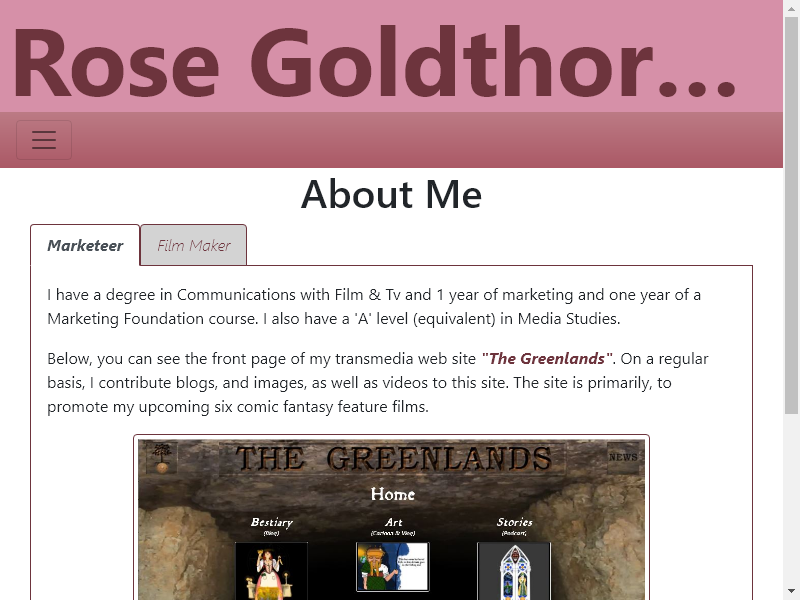 Rose Goldthor...
About Me
Marketeer
Film Maker
I have a degree in Communications with Film & Tv and 1 year of marketing and one year of a
Marketing Foundation course. I also have a 'A' level (equivalent) in Media Studies.
Below, you can see the front page of my transmedia web site "The Greenlands". On a regular
basis, I contribute blogs, and images, as well as videos to this site. The site is primarily, to
promote my upcoming six comic fantasy feature films.
THE GREENLANDS
NEWS
Home
Bestiary
Art
Stories
(Blog)
(Cartoon & Vlog)
(Podcast)